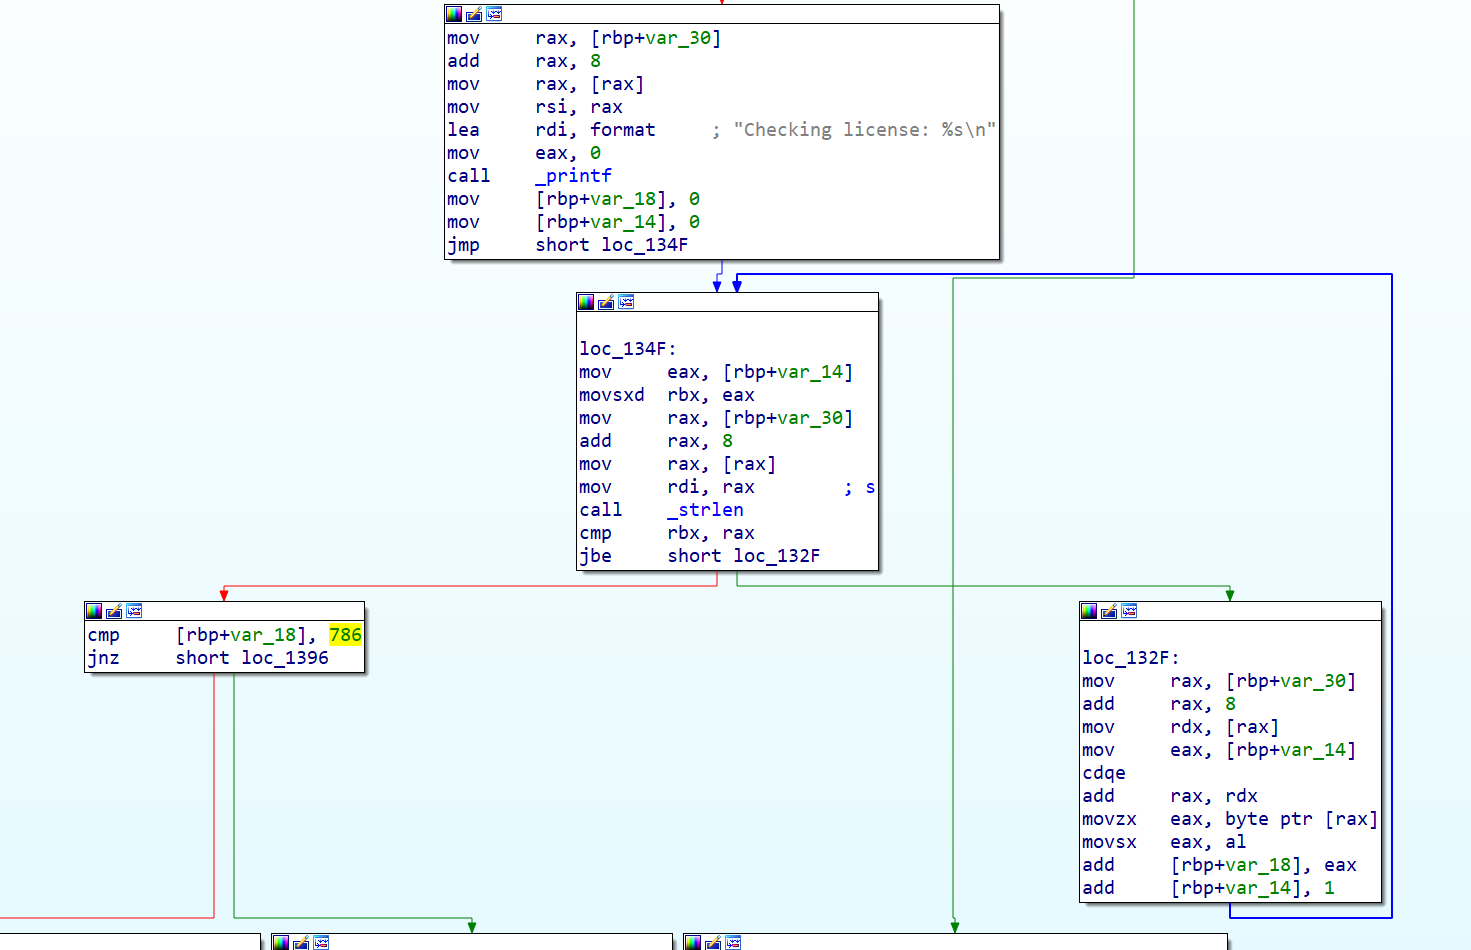 mov rax, [rbp+var_30]
add rax, 8
mov rax, [rax]
mov rsi, rax
lea rdi, format ; "Checking license: %s\n"
mov eax, 0
call _printf
mov [rbp+var_18], 0
mov [rbp+var_14], 0
jmp short loc_134F
loc_134F:
mov eax, [rbp+var_14]
movsxd rbx, eax
mov rax, [rbp+var_30]
add rax, 8
mov rax, [rax]
mov rdi, rax ; s
call _strlen
cmp rbx, rax
jbe short loc_132F
cmp [rbp+var_18], 786
jnz short loc_1396
loc_132F:
mov rax, [rbp+var_30]
add rax, 8
mov rdx, [rax]
mov eax, [rbp+var_14]
cdqe
add rax, rdx
movzx eax, byte ptr [rax]
movsx eax, al
add [rbp+var_18], eax
add [rbp+var_14], 1